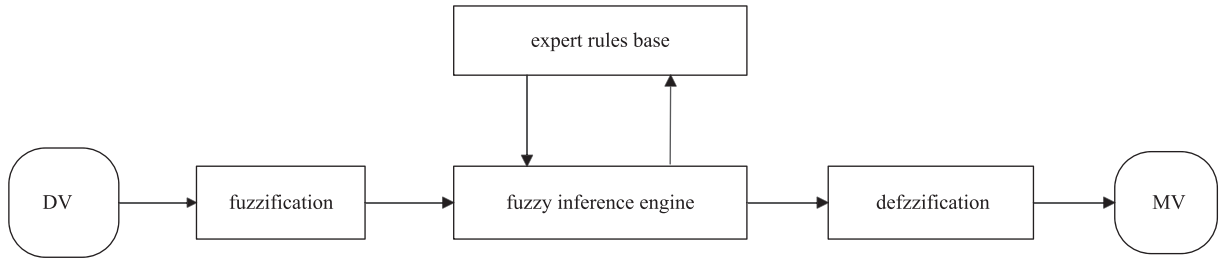 expert rules base
DV
fuzzification
fuzzy inference engine
defzzification
MV